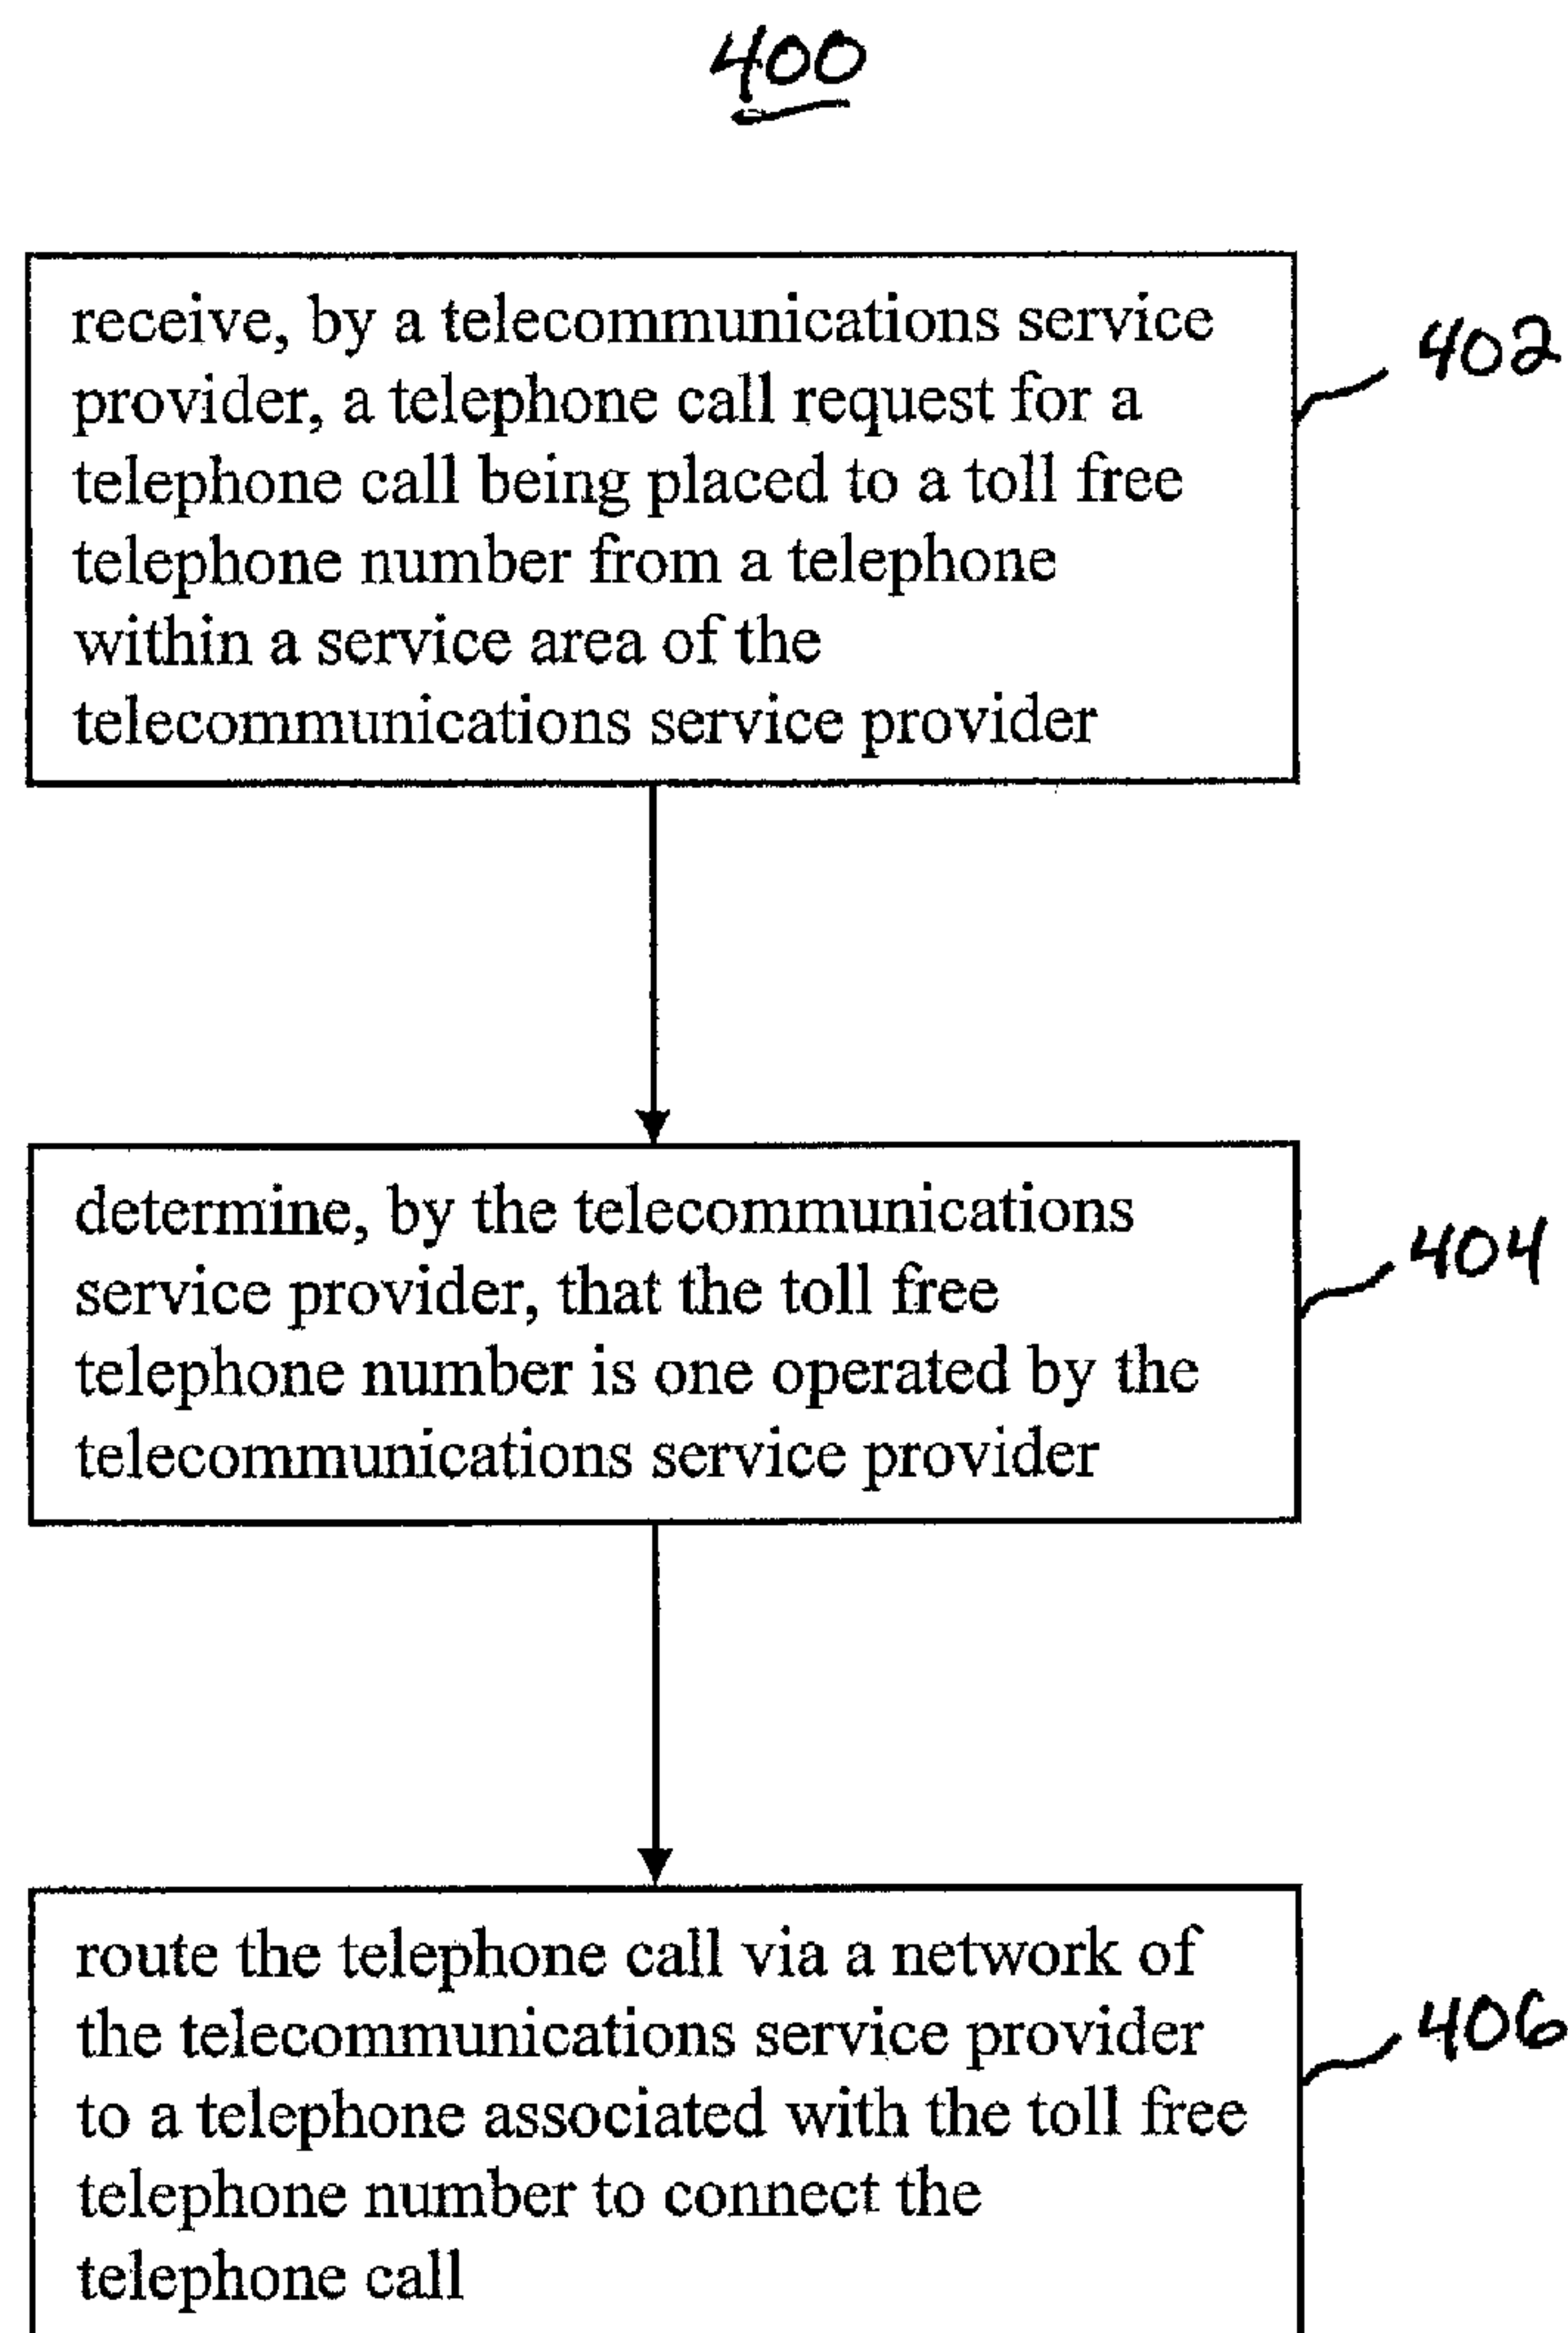 400
receive, by a telecommunications service
provider, a telephone call request for a
telephone call being placed to a toll free
telephone number from a telephone
within a service area of the
telecommunications service provider
402
determine, by the telecommunications
service provider, that the toll free
telephone number is one operated by the
telecommunications service provider
404
route the telephone call via a network of
the telecommunications service provider
to a telephone associated with the toll free
telephone number to connect the
telephone call
406